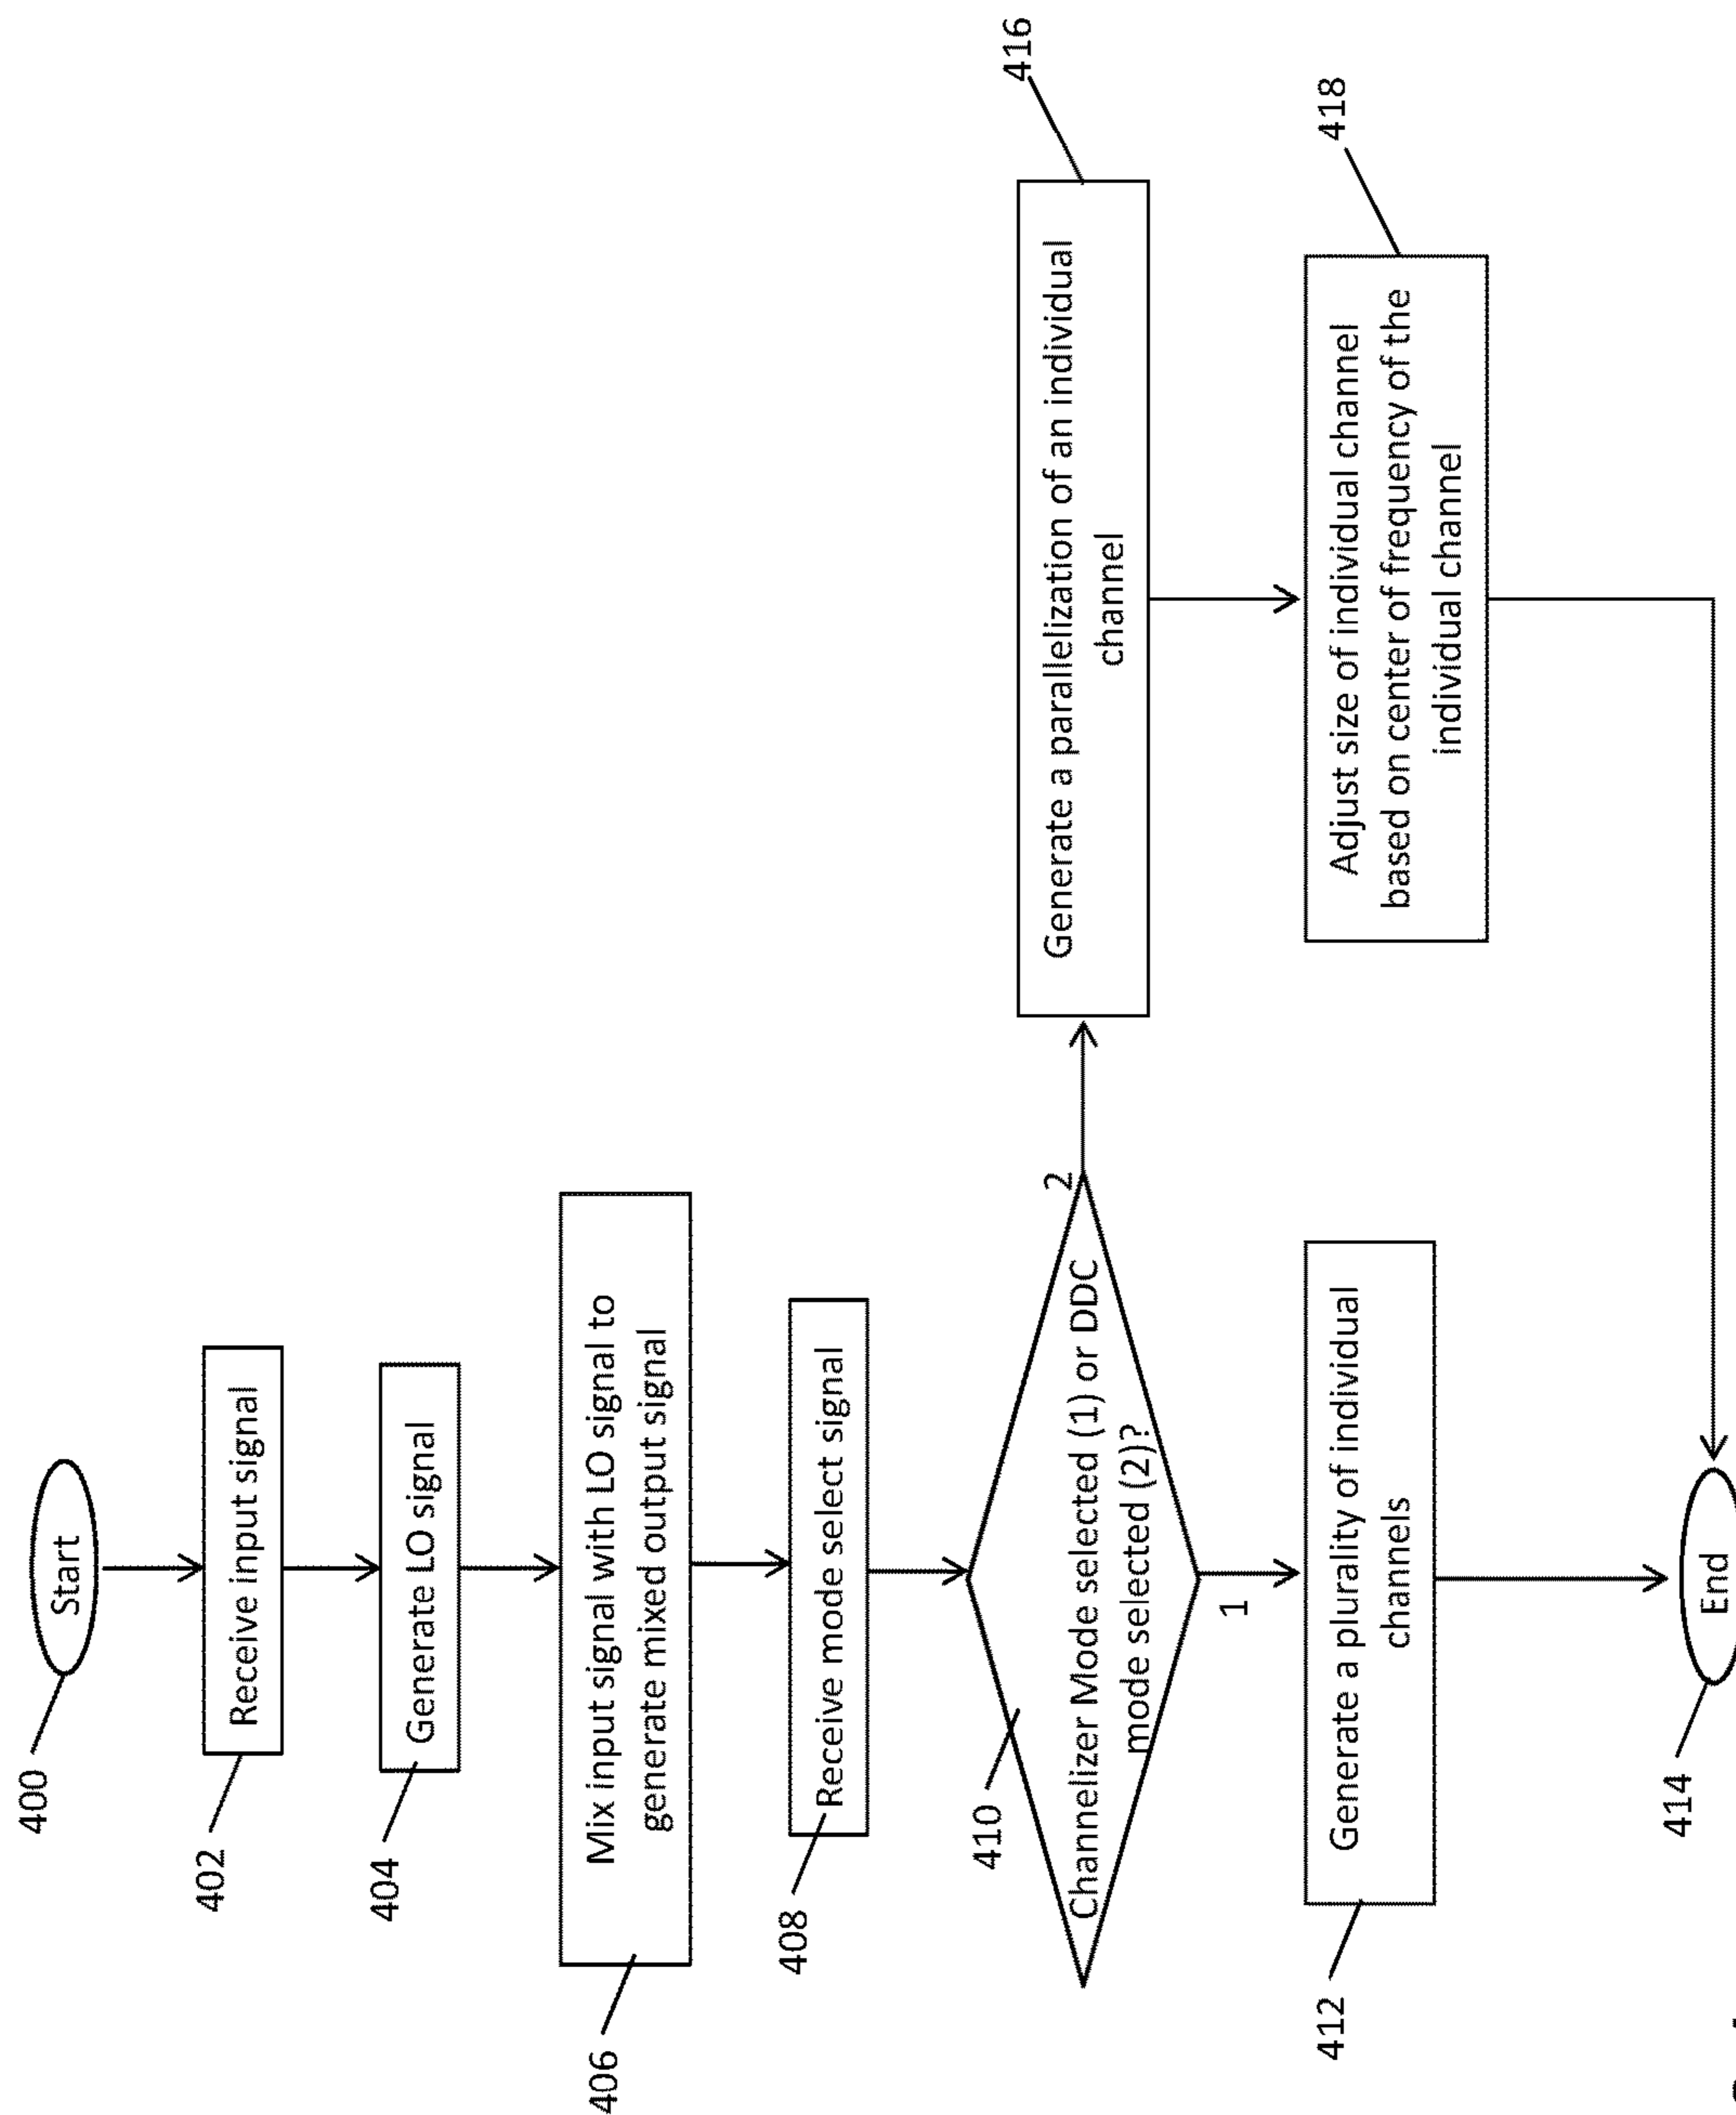 400
Start
402
Receive input signal
404
Generate LO signal
406
Mix input signal with LO signal to
generate mixed output signal
408
Receive mode select signal
410
Channelizer Mode selected (1) or DDC
mode selected (2)?
2
1
416
Generate a parallelization of an individual
channel
418
Adjust size of individual channel
based on center of frequency of the
individual channel
412
Generate a plurality of individual
channels
414
End